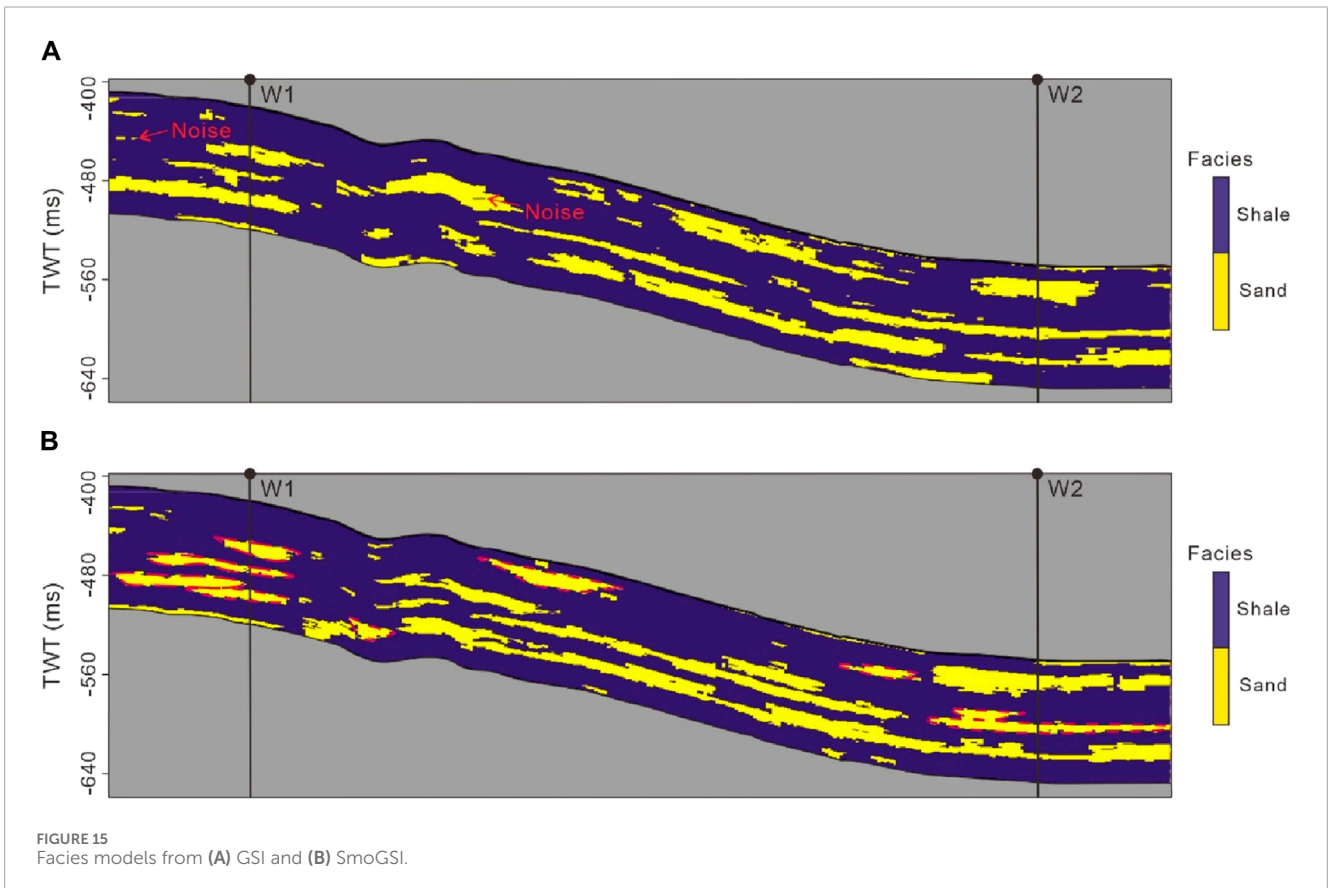 A
W1
W2
Noise
Noise
-400
-480
-560
-640
TWT (ms)
Facies
Shale
Sand
B
W1
W2
-400
-480
-560
-640
TWT (ms)
Facies
Shale
Sand
FIGURE 15
Facies models from (A) GSI and (B) SmoGSI.